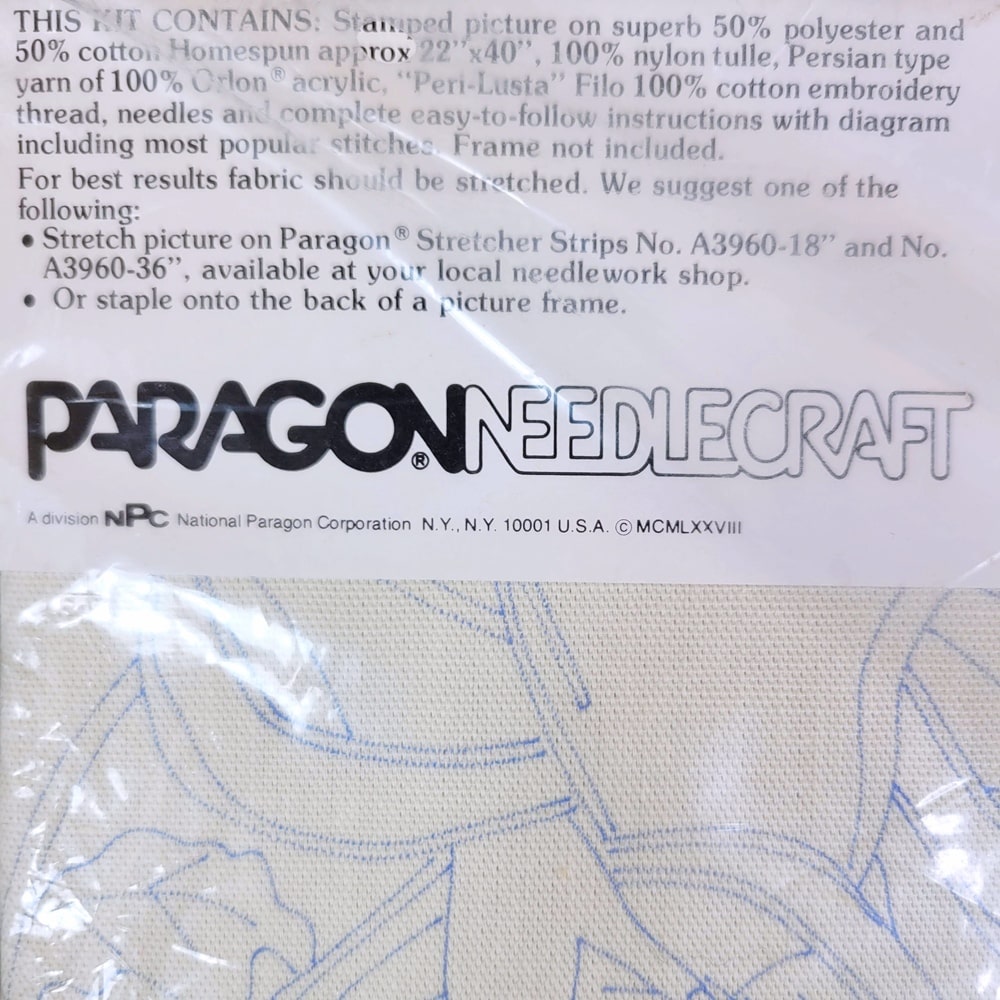 THIS KIT CONTAINS: Stamped picture on superb 50% polyester and
50% cotton Homespun approx 22"x40", 100% nylon tulle, Persian type
yarn of 100% Orlon® acrylic, "Peri-Lusta" Filo 100% cotton embroidery
thread, needles and complete easy-to-follow instructions with diagram
including most popular stitches. Frame not included.
For best results fabric should be stretched. We suggest one of the
following:
• Stretch picture on Paragon® Stretcher Strips No. A3960-18" and No.
A3960-36", available at your local needlework shop.
• Or staple onto the back of a picture frame.
PARAGON® NEEDLECRAFT
A division NPC National Paragon Corporation N.Y., N.Y. 10001 U.S.A. © MCMLXXVIII